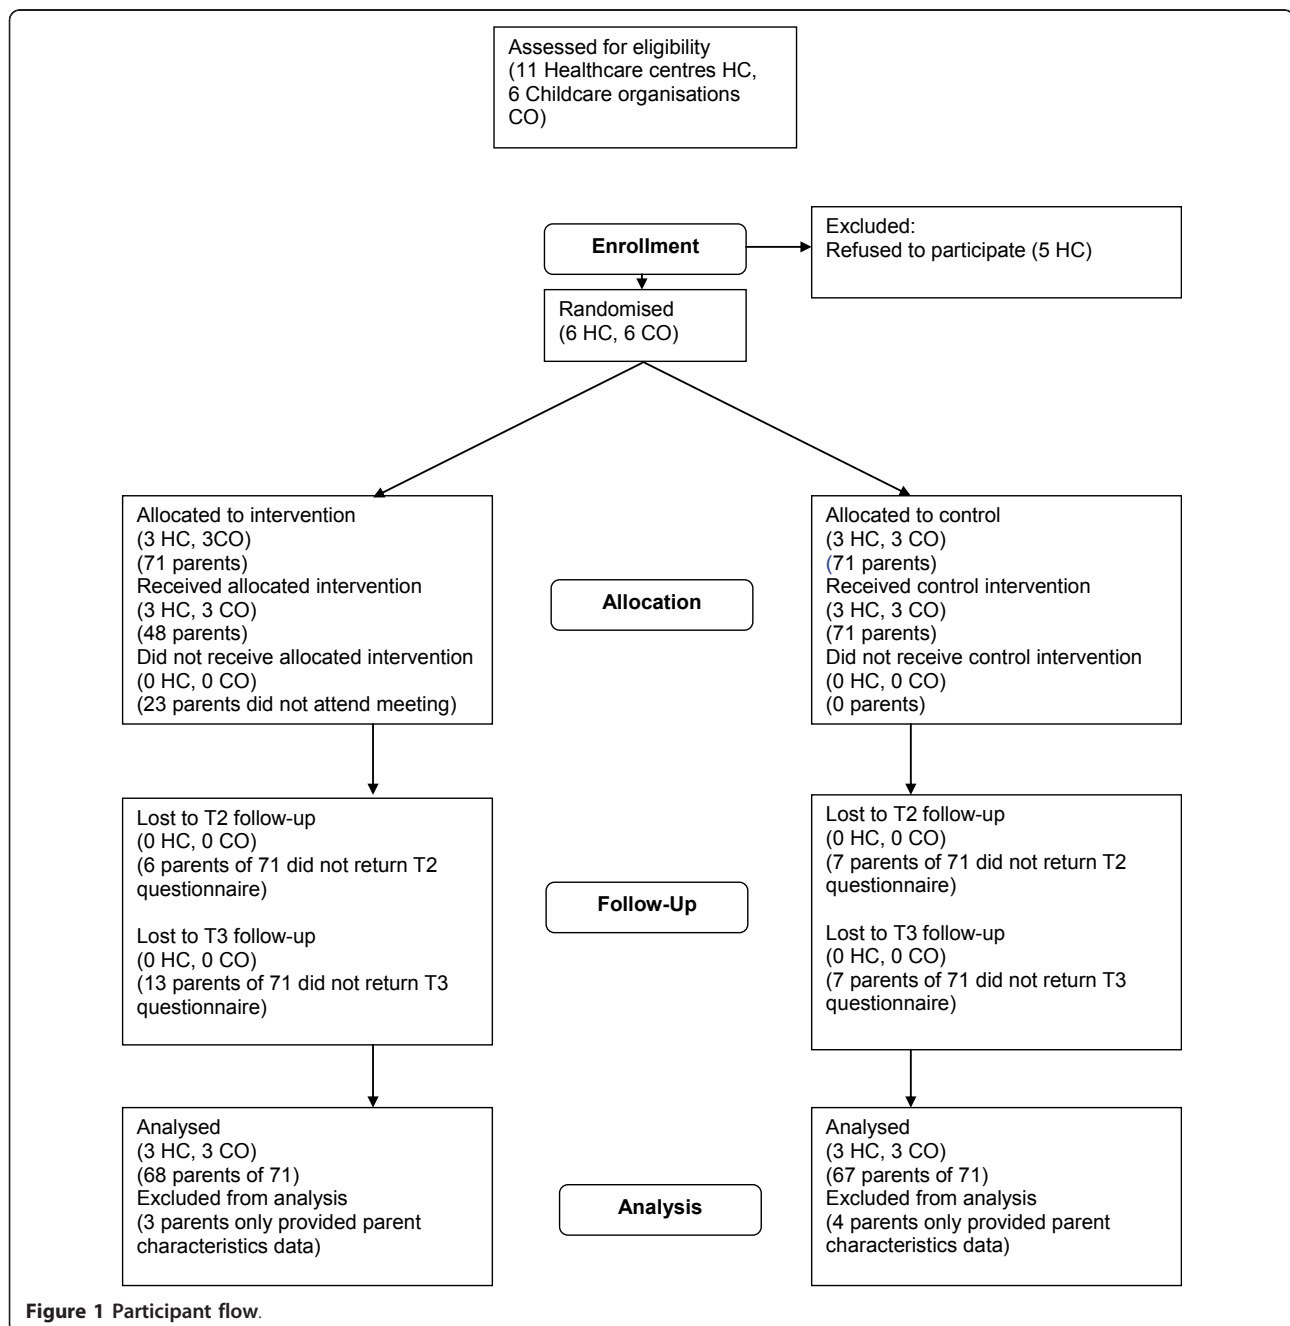 Assessed for eligibility
(11 Healthcare centres HC,
6 Childcare organisations
CO)
Enrollment
Excluded:
Refused to participate (5 HC)
Randomised
(6 HC, 6 CO)
Allocated to intervention
(3 HC, 3CO)
(71 parents)
Received allocated intervention
(3 HC, 3 CO)
(48 parents)
Did not receive allocated intervention
(0 HC, 0 CO)
(23 parents did not attend meeting)
Allocation
Allocated to control
(3 HC, 3 CO)
(71 parents)
Received control intervention
(3 HC, 3 CO)
(71 parents)
Did not receive control intervention
(0 HC, 0 CO)
(0 parents)
Lost to T2 follow-up
(0 HC, 0 CO)
(6 parents of 71 did not return T2
questionnaire)
Lost to T3 follow-up
(0 HC, 0 CO)
(13 parents of 71 did not return T3
questionnaire)
Follow-Up
Lost to T2 follow-up
(0 HC, 0 CO)
(7 parents of 71 did not return T2
questionnaire)
Lost to T3 follow-up
(0 HC, 0 CO)
(7 parents of 71 did not return T3
questionnaire)
Analysed
(3 HC, 3 CO)
(68 parents of 71)
Excluded from analysis
(3 parents only provided parent
characteristics data)
Analysis
Analysed
(3 HC, 3 CO)
(67 parents of 71)
Excluded from analysis
(4 parents only provided parent
characteristics data)
Figure 1 Participant flow.